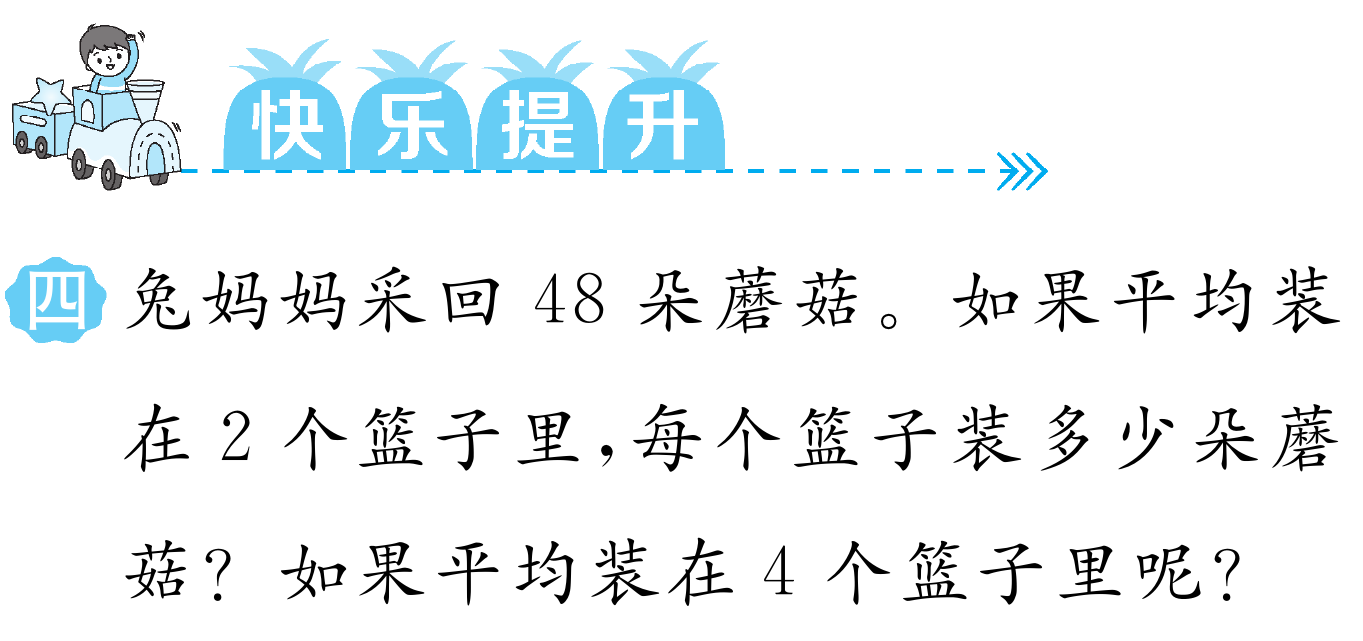 快乐提升
四 兔妈妈采回 48 朵蘑菇。如果平均装
在 2 个篮子里,每个篮子装多少朵蘑
菇? 如果平均装在 4 个篮子里呢?